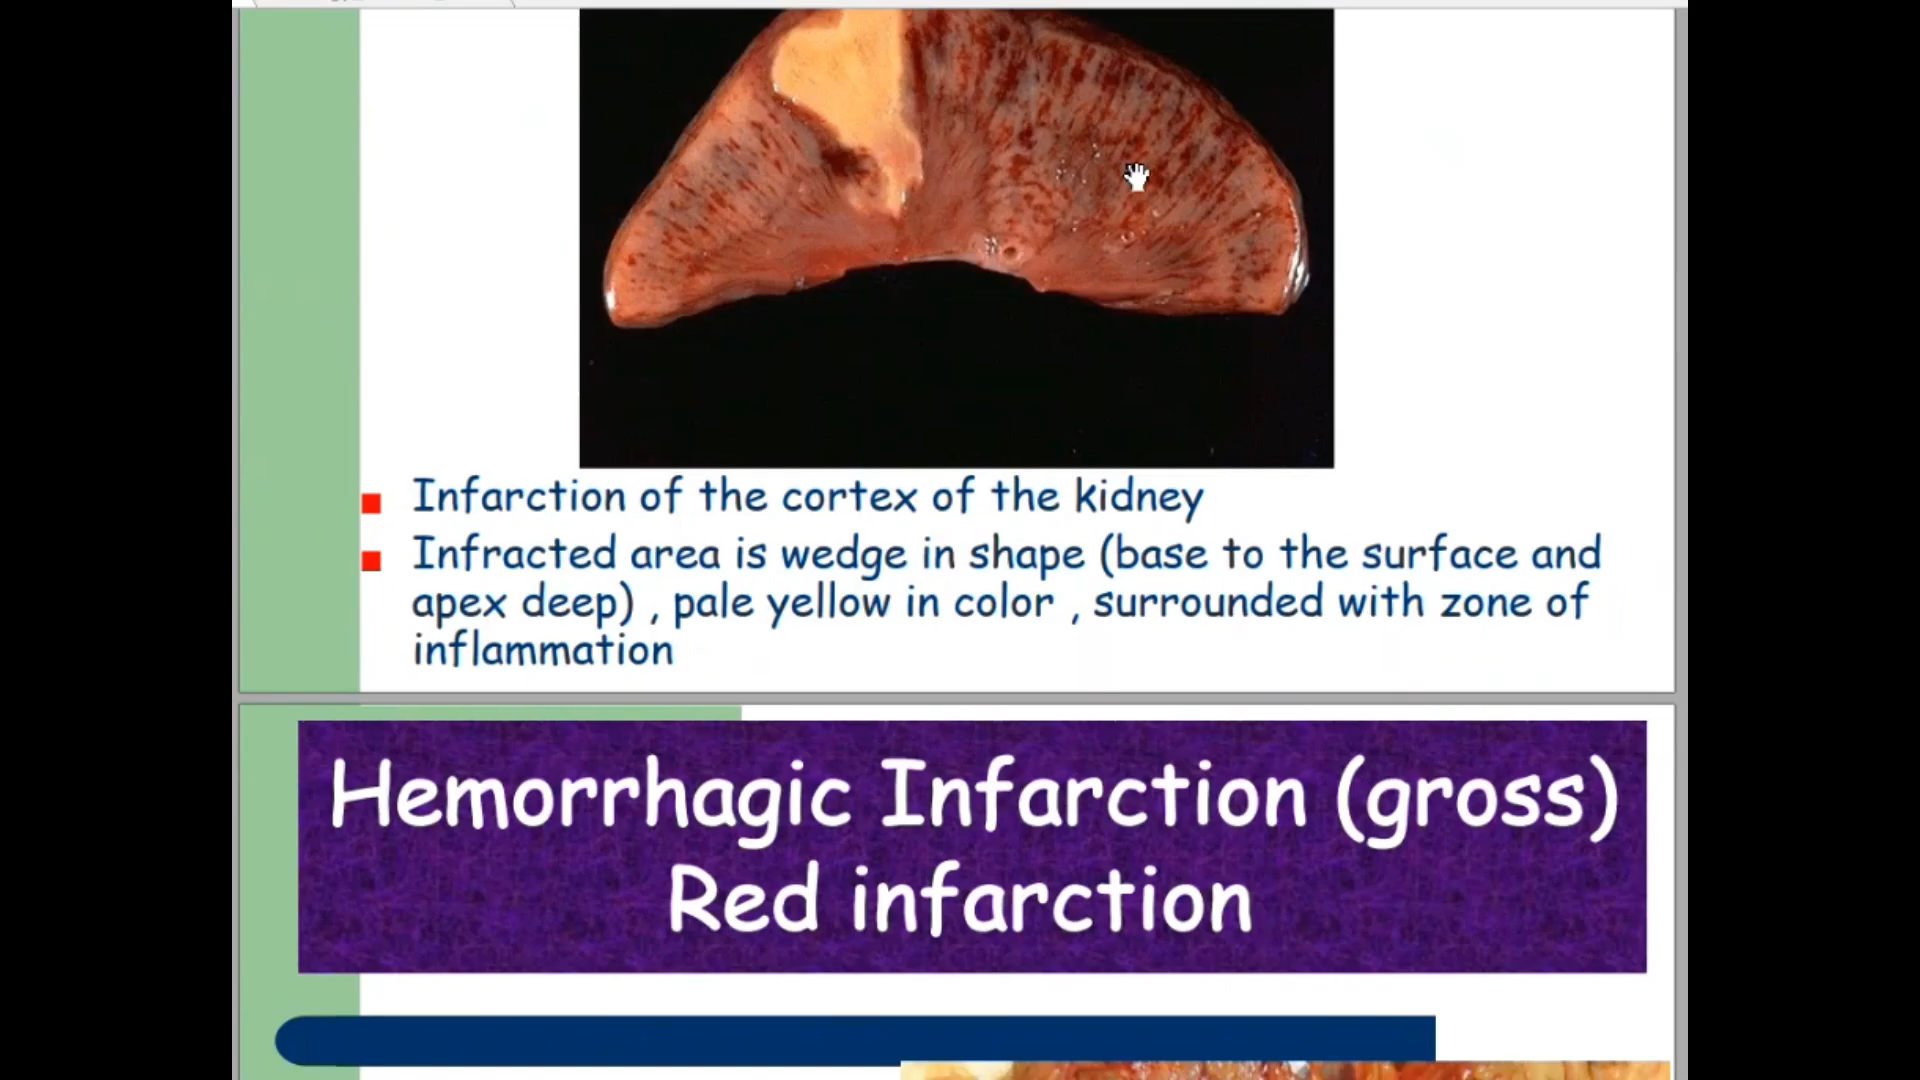 Infarction of the cortex of the kidney
Infracted area is wedge in shape (base to the surface and
apex deep) , pale yellow in color , surrounded with zone of
inflammation
Hemorrhagic Infarction (gross)
Red infarction